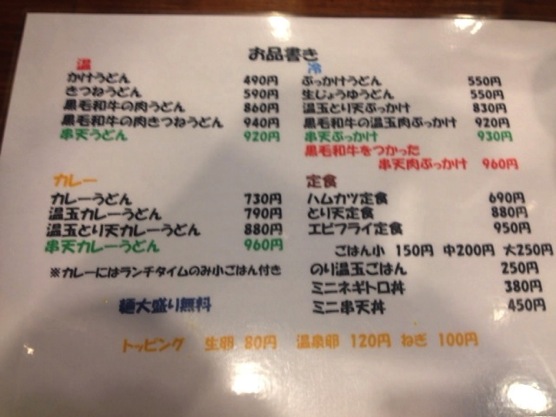 お品書き
温
かけうどん 490円
きつねうどん 590円
黒毛和牛の肉うどん 860円
黒毛和牛の肉きつねうどん 940円
串天うどん 920円
冷
ぶっかけうどん 550円
生じょうゆうどん 550円
温玉とり天ぶっかけ 830円
黒毛和牛の温玉肉ぶっかけ 920円
串天ぶっかけ 930円
黒毛和牛をつかった
串天肉ぶっかけ 960円
カレー
カレーうどん 730円
温玉カレーうどん 790円
温玉とり天カレーうどん 880円
串天カレーうどん 960円
※カレーにはランチタイムのみ小ごはん付き
麺大盛り無料
定食
ハムカツ定食 690円
とり天定食 880円
エビフライ定食 950円
ごはん小 150円 中200円 大250円
のり温玉ごはん 250円
ミニネギトロ丼 380円
ミニ串天丼 450円
トッピング 生卵 80円 温泉卵 120円 ねぎ 100円